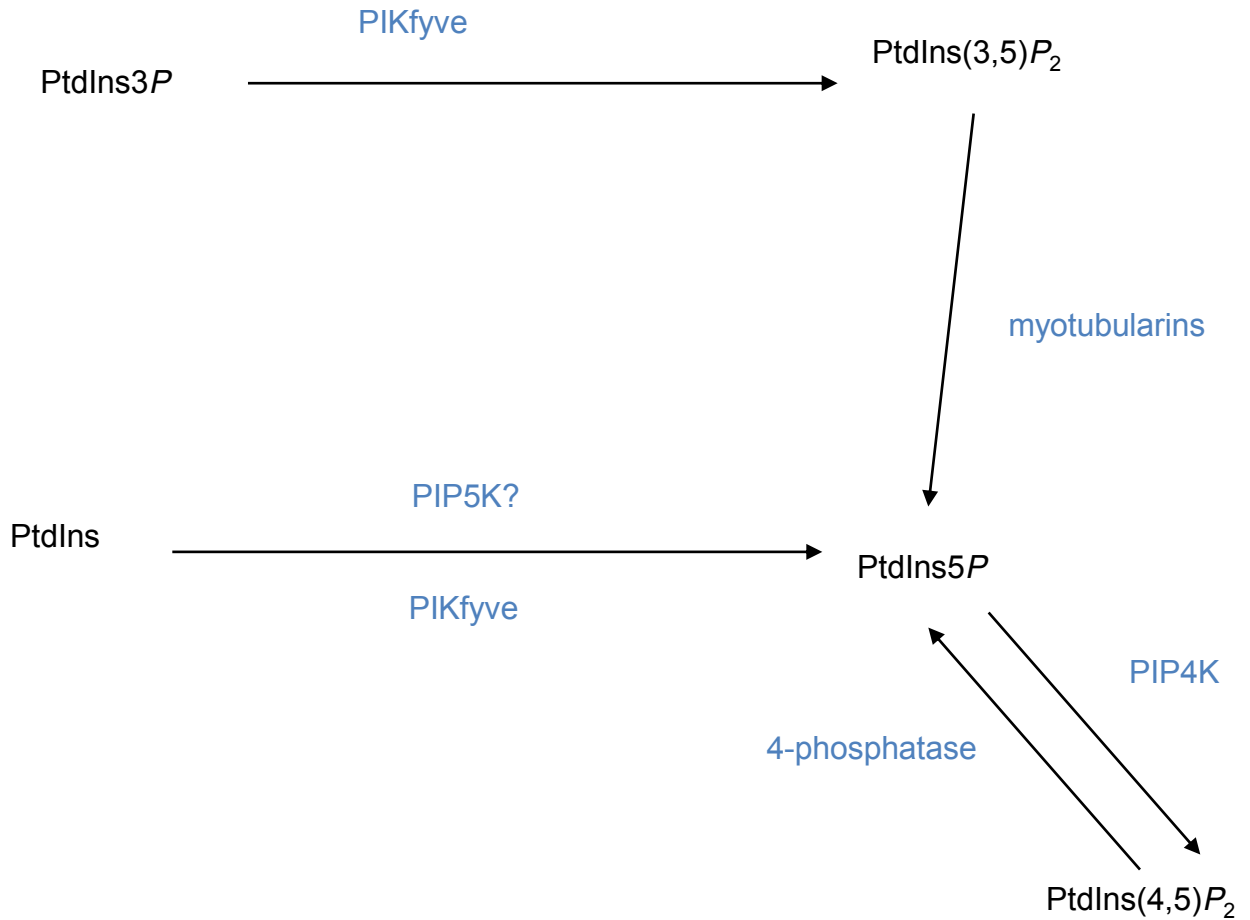 PIKfyve
PtdIns3P
PtdIns(3,5)P₂
myotubularins
PIP5K?
PtdIns
PtdIns5P
PIKfyve
PIP4K
4-phosphatase
PtdIns(4,5)P₂